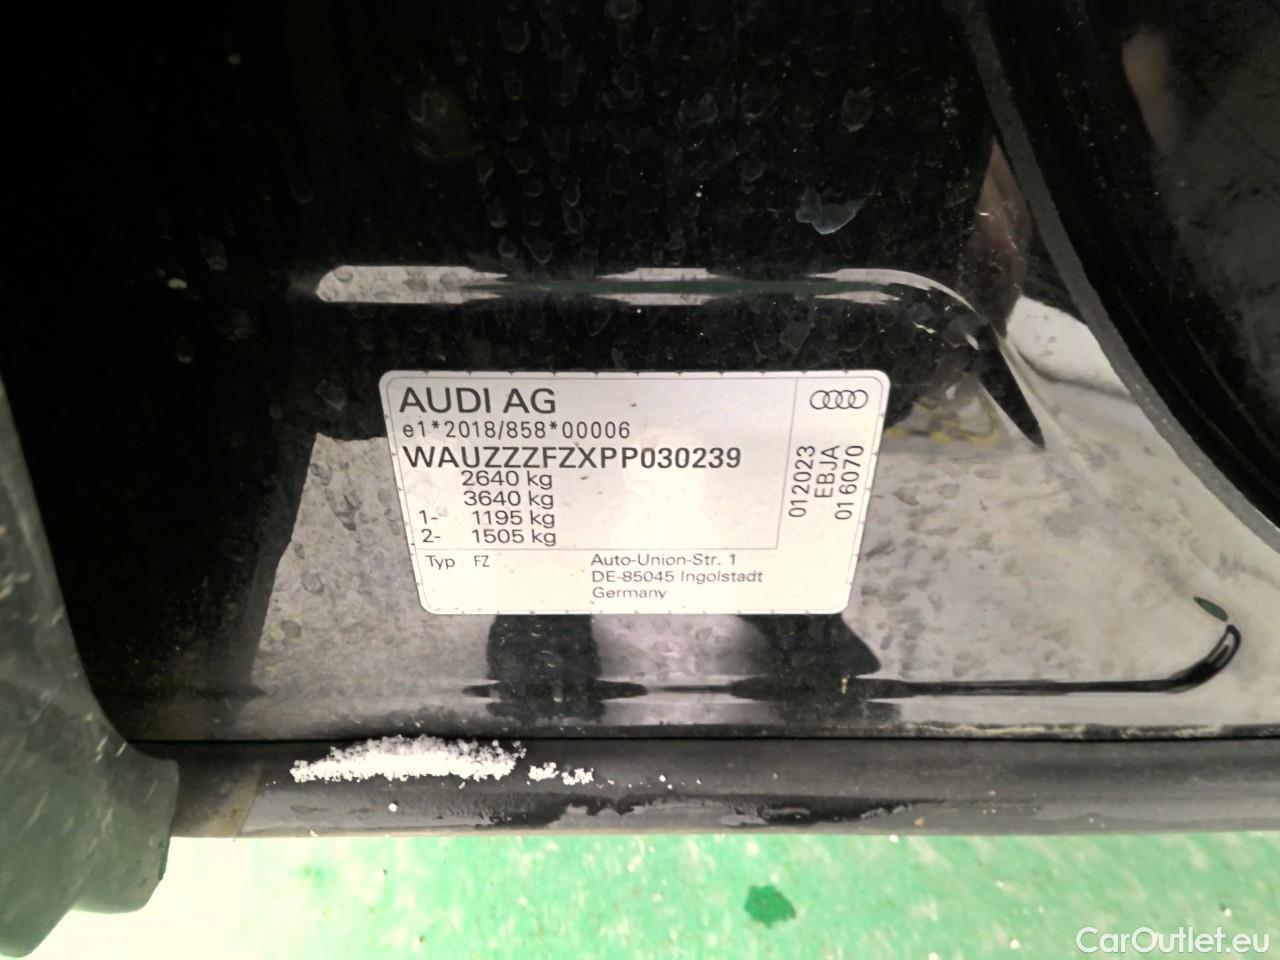 AUDI AG
e1*2018/858*00006
WAUZZZFZXPP030239
2640 kg
3640 kg
1- 1195 kg
2- 1505 kg
Typ FZ
Auto-Union-Str. 1
DE-85045 Ingolstadt
Germany
012023
EBJA
016070
CarOutlet.eu